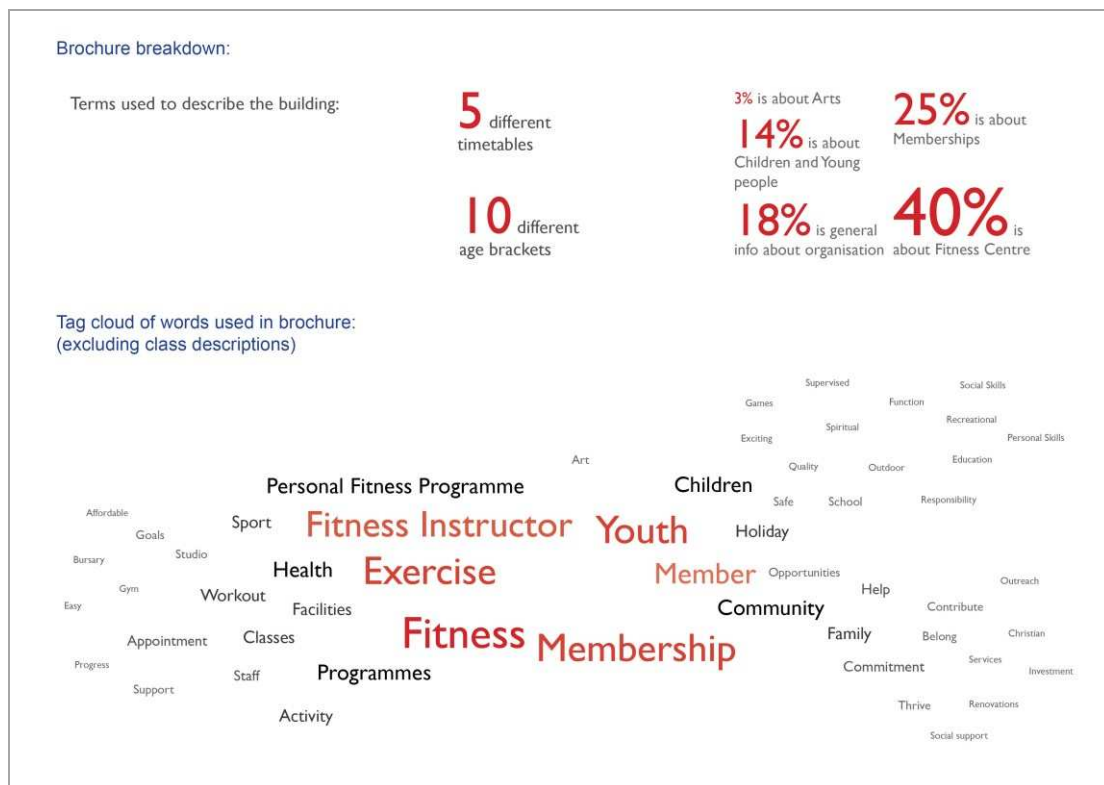 Brochure breakdown:
Terms used to describe the building:
5 different
timetables
10 different
age brackets
3% is about Arts
14% is about
Children and Young
people
18% is general
info about organisation
25% is about
Memberships
40% is
about Fitness Centre
Tag cloud of words used in brochure:
(excluding class descriptions)
Supervised
Social Skills
Games
Function
Exciting
Spiritual
Recreational
Personal Skills
Art
Quality
Outdoor
Education
Personal Fitness Programme
Children
Safe
School
Responsibility
Affordable
Goals
Sport
Fitness Instructor
Youth
Holiday
Bursary
Studio
Health
Exercise
Member
Opportunities
Outreach
Gym
Easy
Workout
Facilities
Community
Help
Contribute
Appointment
Classes
Fitness
Membership
Family
Belong
Christian
Progress
Support
Staff
Programmes
Commitment
Services
Investment
Activity
Thrive
Renovations
Social support